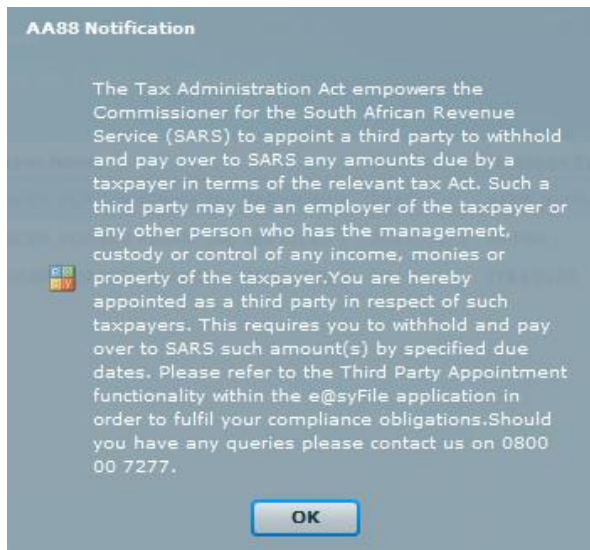 AA88 Notification
The Tax Administration Act empowers the
Commissioner for the South African Revenue
Service (SARS) to appoint a third party to withhold
and pay over to SARS any amounts due by a
taxpayer in terms of the relevant tax Act. Such a
third party may be an employer of the taxpayer or
any other person who has the management,
custody or control of any income, monies or
property of the taxpayer.You are hereby
appointed as a third party in respect of such
taxpayers. This requires you to withhold and pay
over to SARS such amount(s) by specified due
dates. Please refer to the Third Party Appointment
functionality within the e@syFile application in
order to fulfil your compliance obligations.Should
you have any queries please contact us on 0800
00 7277.
OK